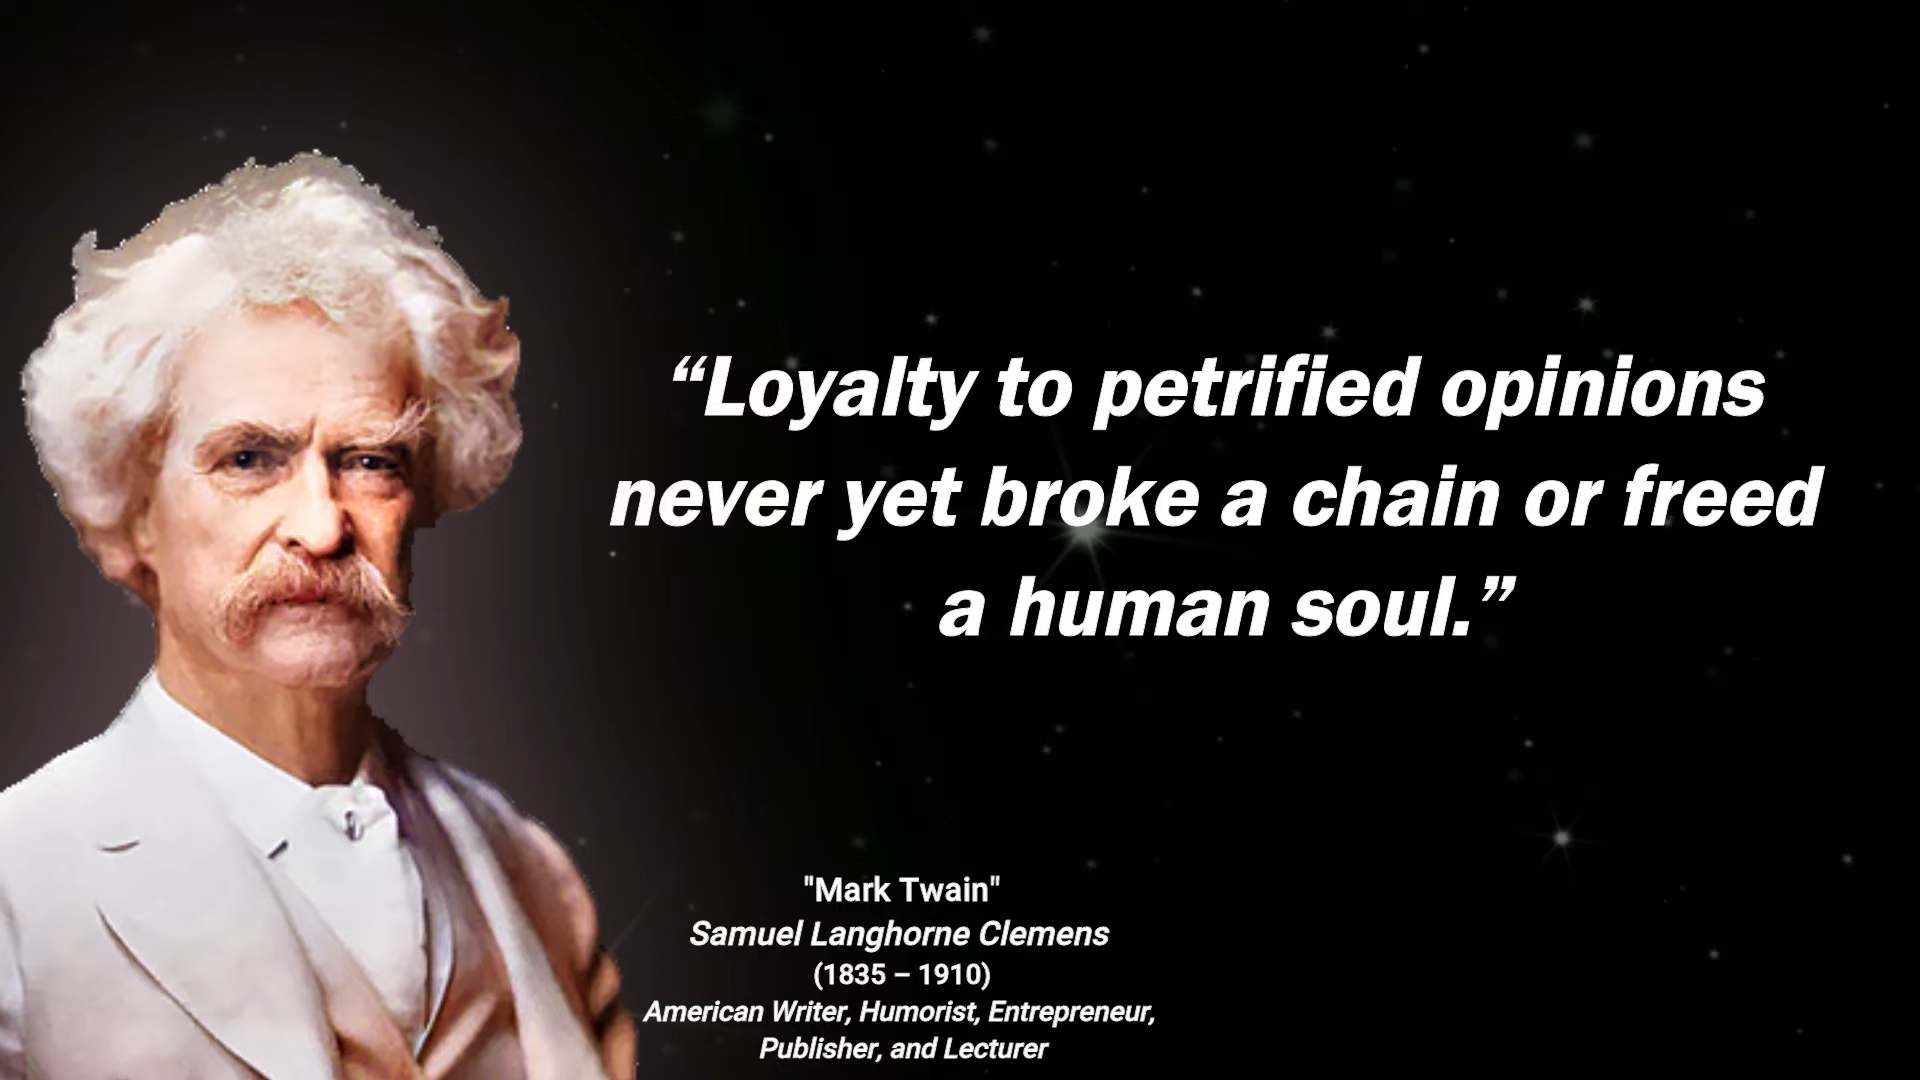 “Loyalty to petrified opinions
never yet broke a chain or freed
a human soul.”
"Mark Twain"
Samuel Langhorne Clemens
(1835 – 1910)
American Writer, Humorist, Entrepreneur,
Publisher, and Lecturer